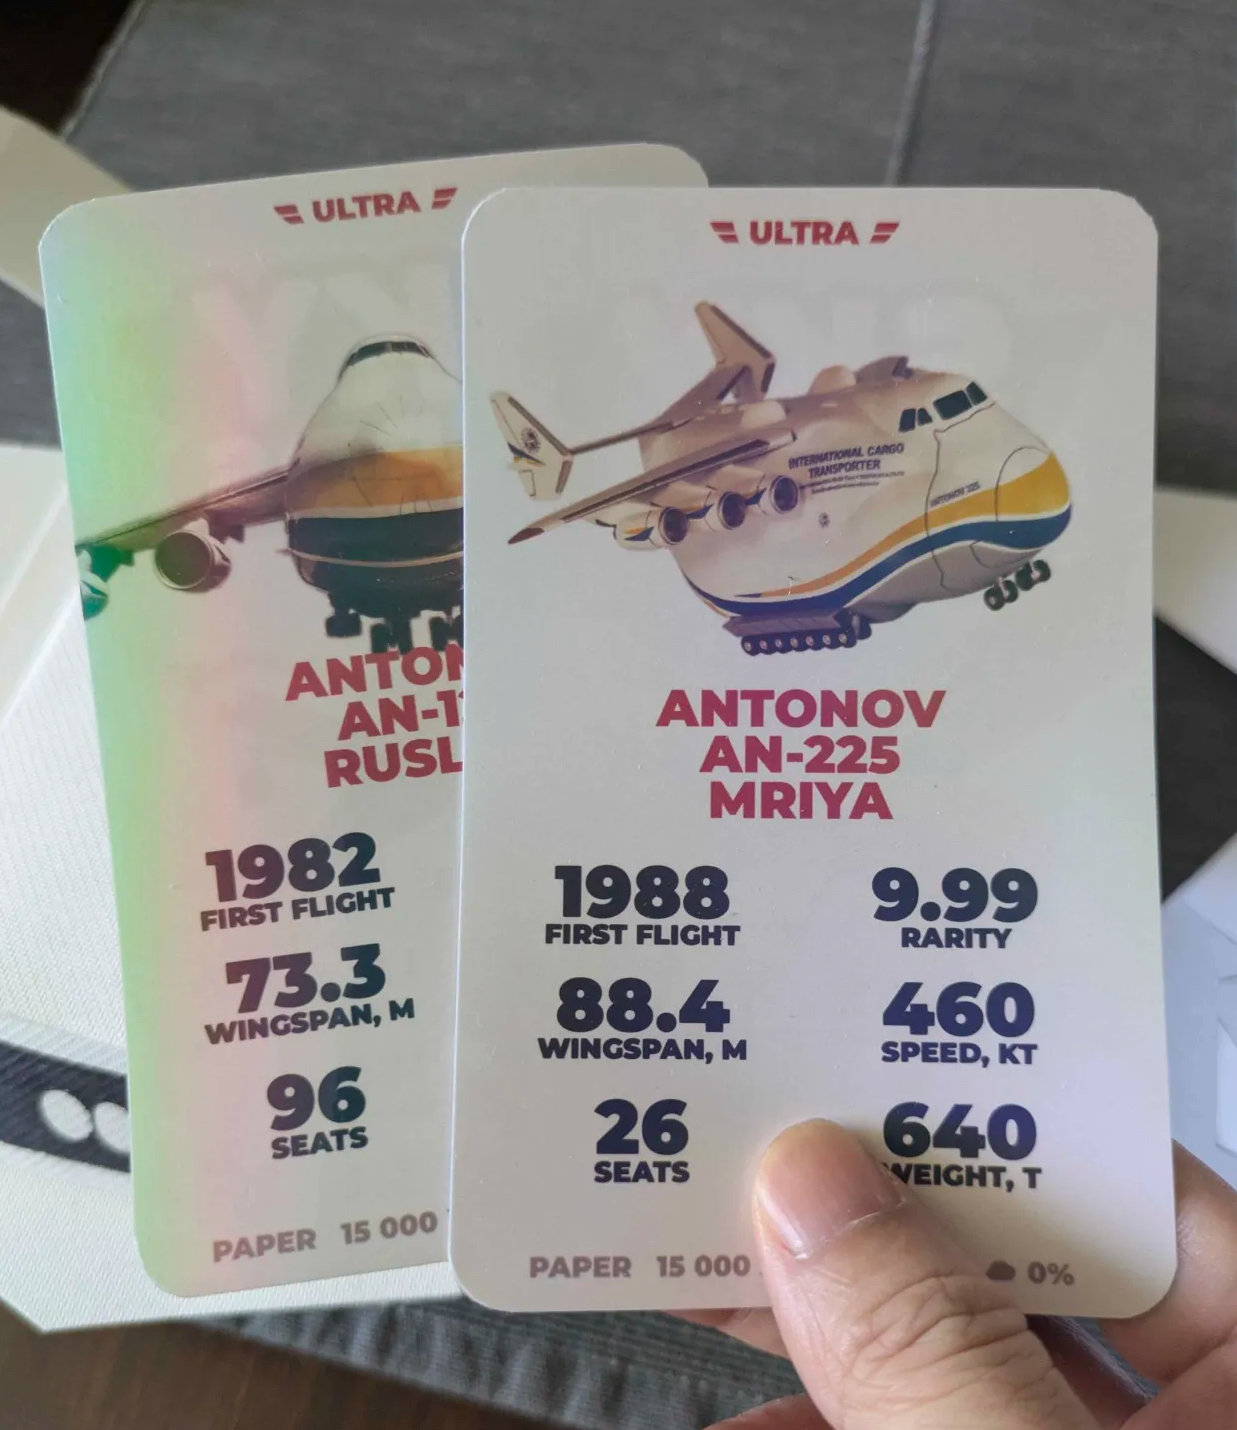 ULTRA
ANTON
AN-1
RUSL
1982
FIRST FLIGHT
73.3
WINGSPAN, M
96
SEATS
PAPER 15 000
ULTRA
INTERNATIONAL CARGO
TRANSPORTER
ANTONOV 225
ANTONOV
AN-225
MRIYA
1988
FIRST FLIGHT
9.99
RARITY
88.4
WINGSPAN, M
460
SPEED, KT
26
SEATS
640
WEIGHT, T
PAPER 15 000
0%